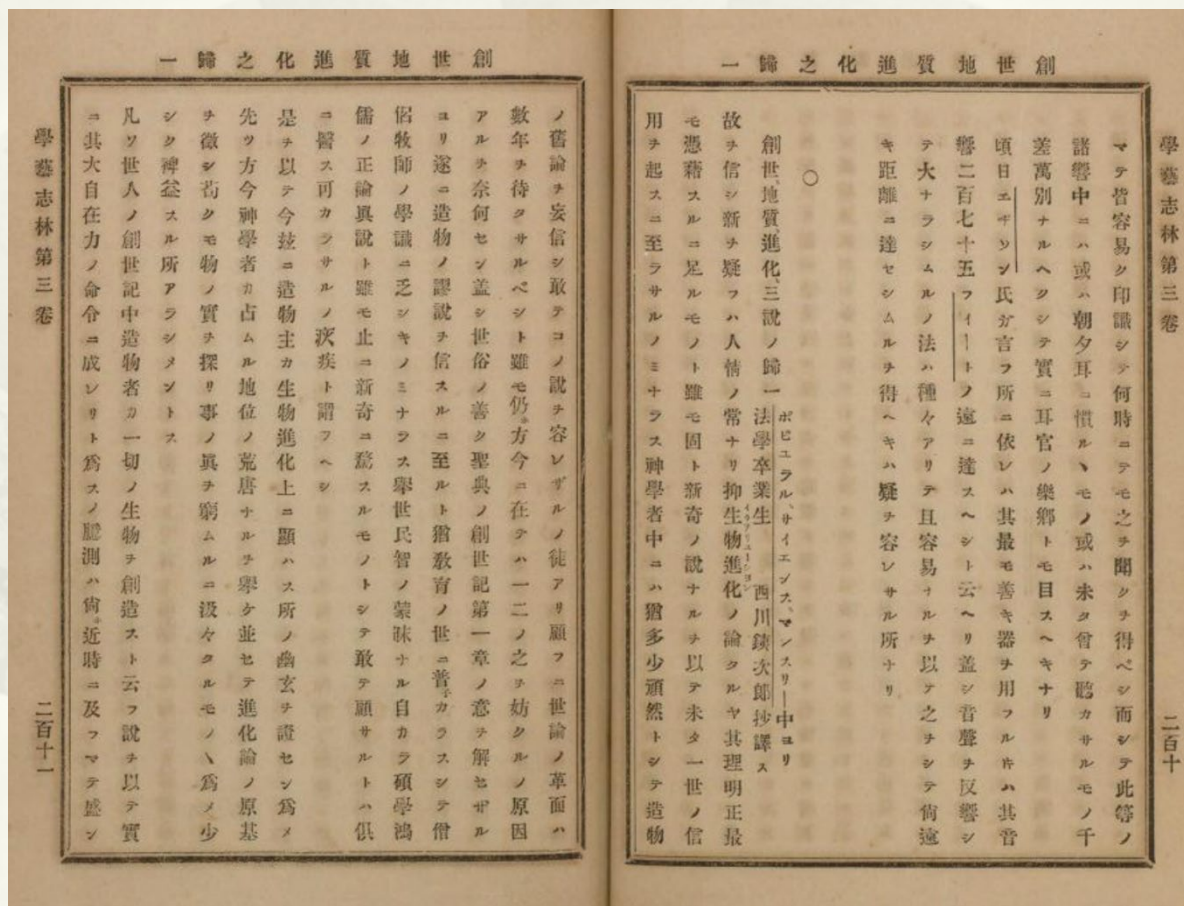 創世地質進化之歸一
學藝志林第三卷
二百十
マテ皆容易ク印識シテ何時ニテモ之ヲ聞クヲ得ベシ而シテ此等ノ
諸響中ニハ或ハ朝夕耳ニ慣ルヽモノ或ハ未タ曾テ聽カサルモノ千
差萬別ナルヘクシテ實ニ耳官ノ樂鄕トモ目スヘキナリ
頃日エギソン氏ガ言フ所ニ依レハ其最モ善キ器ヲ用フル𪜈ハ其音
響二百七十五フイートノ遠ニ達スヘシト云ヘリ蓋シ音聲ヲ反響シ
テ大ナラシムルノ法ハ種々アリテ且容易ナルヲ以テ之ヲシテ尙遠
キ距離ニ達セシムルヲ得ヘキハ疑ヲ容レサル所ナリ
○
創世、地質、進化、三說ノ歸一
ポピユラル、サイエンス、マンスリー中ヨリ
法學卒業生 西川鋑次郎抄譯ス
故ヲ信シ新ヲ疑フハ人情ノ常ナリ抑生物進化ノ論タルヤ其理明正最
モ憑藉スルニ足ルモノト雖モ固ト新奇ノ說ナルヲ以テ未タ一世ノ信
用ヲ起スニ至ラサルノミナラス神學者中ニハ猶多少頑然トシテ造物
創世地質進化之歸一
ノ舊論ヲ妄信シ敢テコノ說ヲ容レザルノ徒アリ顧フニ世論ノ革面ハ
數年ヲ待タサルベシト雖モ仍ホ方今ニ在テハ一二ノ之ヲ妨クルノ原因
アルヲ奈何セン蓋シ世俗ノ善ク聖典ノ創世記第一章ノ意ヲ解セザル
ヨリ遂ニ造物ノ謬說ヲ信スルニ至ルト猶敎育ノ世ニ普子カラスシテ僧
侶牧師ノ學識ニ乏シキノミナラス擧世民智ノ蒙昧ナル自カラ碩學鴻
儒ノ正論眞說ト雖モ止ニ新奇ニ騖スルモノトシテ敢テ顧サルトハ俱
ニ醫ス可カラサルノ疾ト謂フヘシ
是ヲ以テ今玆ニ造物主カ生物進化上ニ顯ハス所ノ幽玄ヲ證セン爲メ
先ツ方今神學者カ占ムル地位ノ荒唐ナルヲ擧ケ並セテ進化論ノ原基
ヲ徵シ苟クモ物ノ實ヲ探リ事ノ眞ヲ窮ムルニ汲々タルモノヽ爲メ少
シク裨益スル所アラシメントス
凡ソ世人ノ創世記中造物者カ一切ノ生物ヲ創造ストト云フ說ヲ以テ實
ニ其大自在力ノ命令ニ成レリト爲スノ臆測ハ尙ホ近時ニ及フマテ盛ン
學藝志林第三卷
二百十一